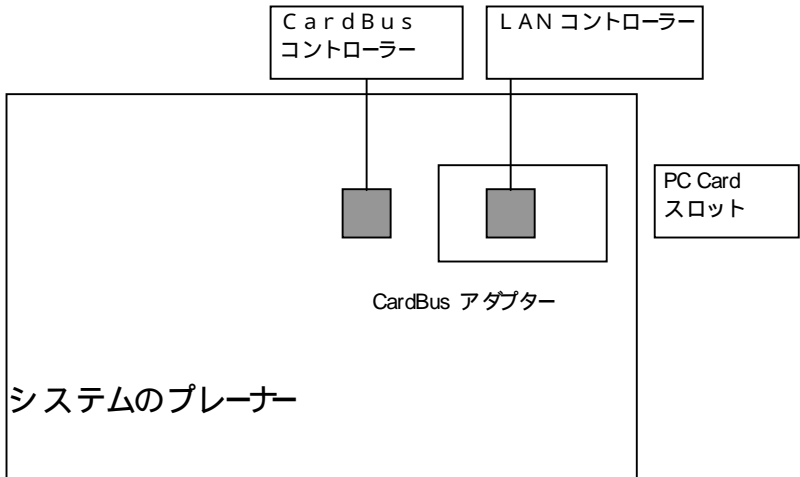 CardBus
コントローラー
LAN コントローラー
PC Card
スロット
CardBus アダプター
システムのプレーナー